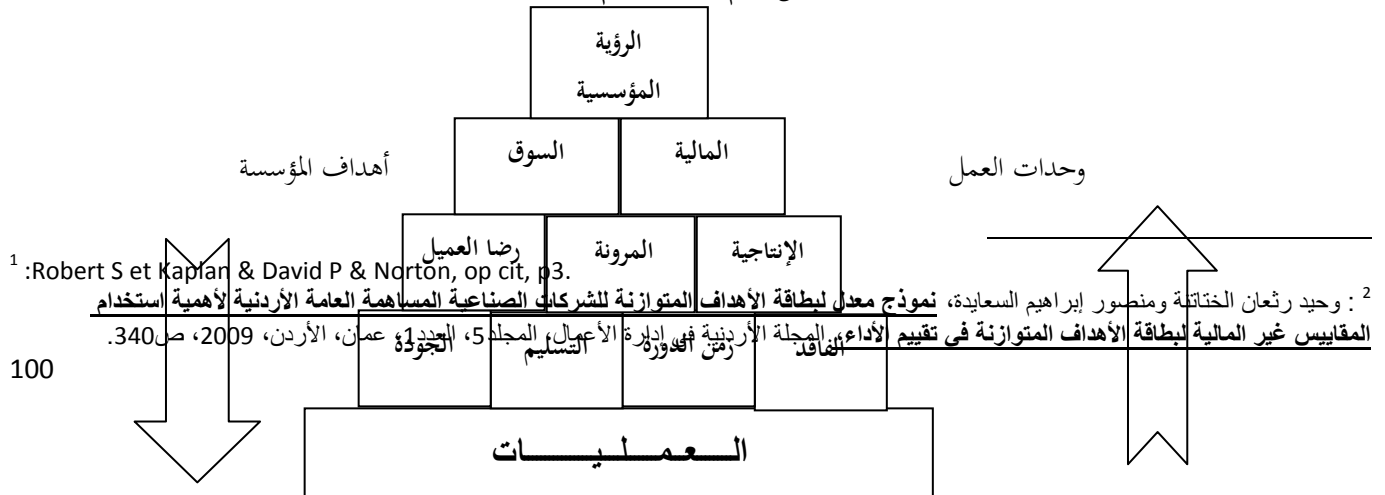 الرؤية
المؤسسية
المالية
السوق
وحدات العمل
أهداف المؤسسة
الإنتاجية
المرونة
رضا العميل
1 :Robert S et Kaplan & David P & Norton, op cit, p3.
2 : وحيد رثعان الختاتنة ومنصور إبراهيم السعايدة، نموذج معدل لبطاقة الأهداف المتوازنة للشركات الصناعية المساهمة العامة الأردنية لأهمية استخدام
المقاييس غير المالية لبطاقة الأهداف المتوازنة في تقييم الأداء، المجلة الأردنية في إدارة الأعمال، المجلد5، العدد1، عمان، الأردن، 2009، ص340.
الفاقد
زمن الدورة
التسليم
الجودة
100
العمليات